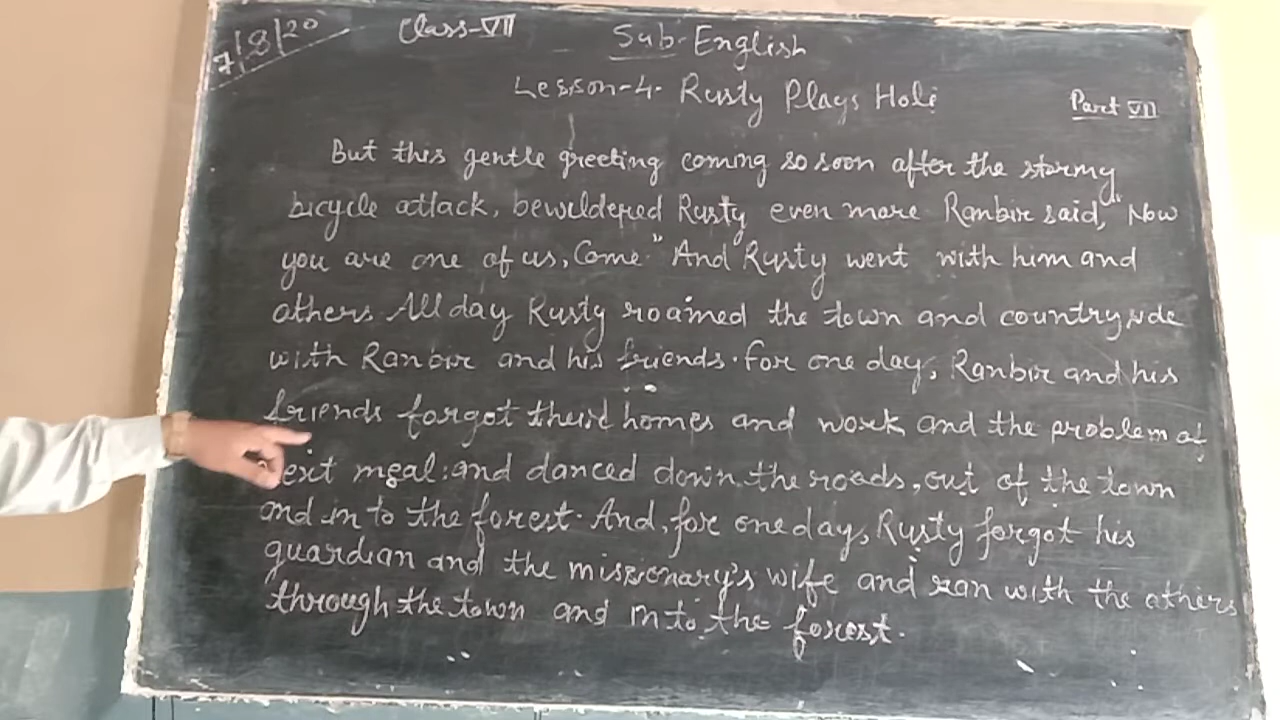 7/8/20 Class-VII Sub-English
Lesson-4. Rusty Plays Holi Part VII
But this gentle greeting coming so soon after the stormy
bicycle attack, bewildered Rusty even more Ranbir said, "Now
you are one of us, Come." And Rusty went with him and
others. All day Rusty roamed the town and countryside
with Ranbir and his friends. For one day, Ranbir and his
friends forgot their homes and work and the problem of
next meal. and danced down the roads, out of the town
and in to the forest. And, for one day, Rusty forgot his
guardian and the missionary's wife and ran with the others
through the town and in to the forest.